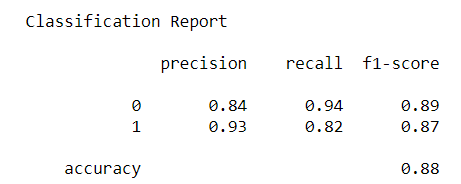 Classification Report
precision recall f1-score
0 0.84 0.94 0.89
1 0.93 0.82 0.87
accuracy 0.88